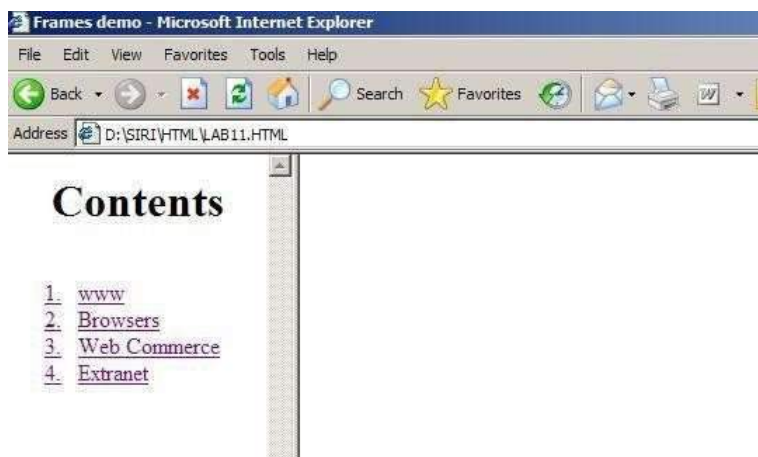 Frames demo - Microsoft Internet Explorer
File Edit View Favorites Tools Help
Back Search Favorites
Address D:\SIRI\HTML\LAB11.HTML
Contents
1. www
2. Browsers
3. Web Commerce
4. Extranet